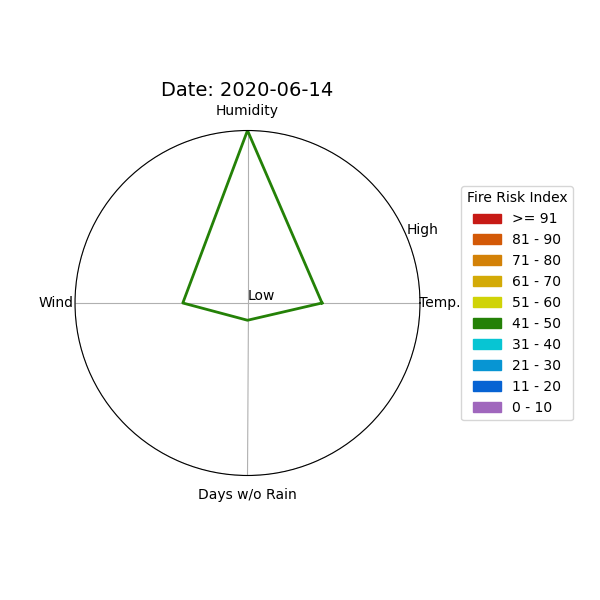 Date: 2020-06-14
Humidity
High
Low
Wind
Temp.
Days w/o Rain
Fire Risk Index
>= 91
81 - 90
71 - 80
61 - 70
51 - 60
41 - 50
31 - 40
21 - 30
11 - 20
0 - 10